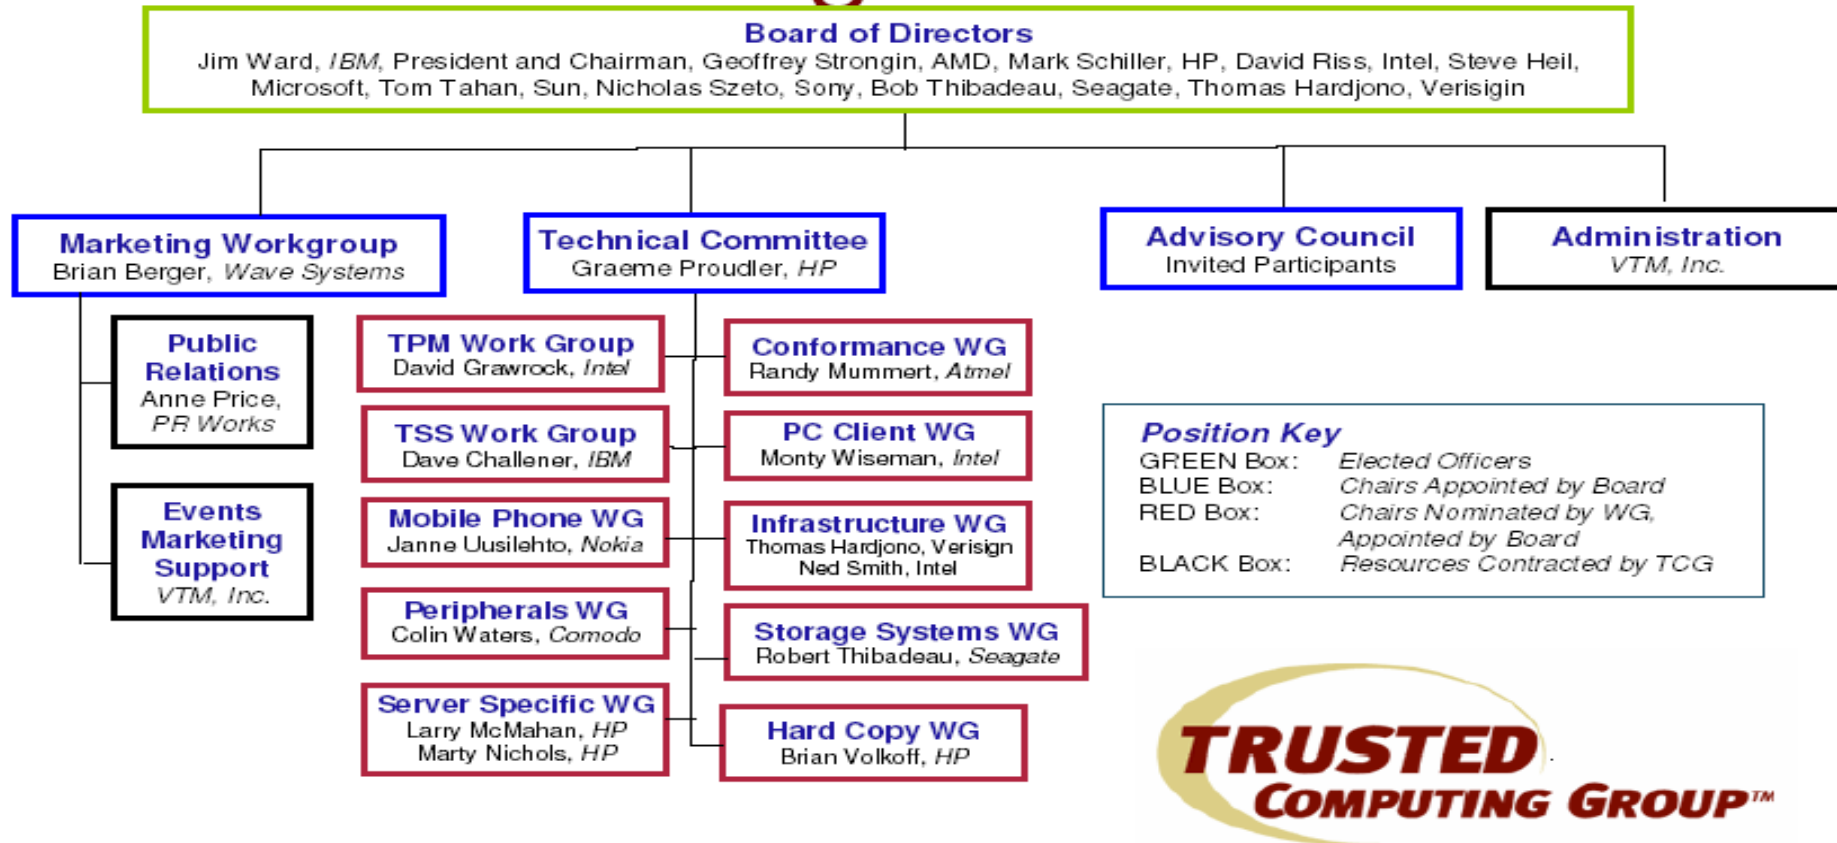 Board of Directors
Jim Ward, IBM, President and Chairman, Geoffrey Strongin, AMD, Mark Schiller, HP, David Riss, Intel, Steve Heil,
Microsoft, Tom Tahan, Sun, Nicholas Szeto, Sony, Bob Thibadeau, Seagate, Thomas Hardjono, Verisigin
Marketing Workgroup
Brian Berger, Wave Systems
Technical Committee
Graeme Proudler, HP
Advisory Council
Invited Participants
Administration
VTM, Inc.
Public
Relations
Anne Price,
PR Works
Events
Marketing
Support
VTM, Inc.
TPM Work Group
David Grawrock, Intel
Conformance WG
Randy Mummert, Atmel
TSS Work Group
Dave Challener, IBM
PC Client WG
Monty Wiseman, Intel
Mobile Phone WG
Janne Uusilehto, Nokia
Infrastructure WG
Thomas Hardjono, Verisign
Ned Smith, Intel
Peripherals WG
Colin Waters, Comodo
Storage Systems WG
Robert Thibadeau, Seagate
Server Specific WG
Larry McMahan, HP
Marty Nichols, HP
Hard Copy WG
Brian Volkoff, HP
Position Key
GREEN Box: Elected Officers
BLUE Box: Chairs Appointed by Board
RED Box: Chairs Nominated by WG,
Appointed by Board
BLACK Box: Resources Contracted by TCG
TRUSTED
COMPUTING GROUP™